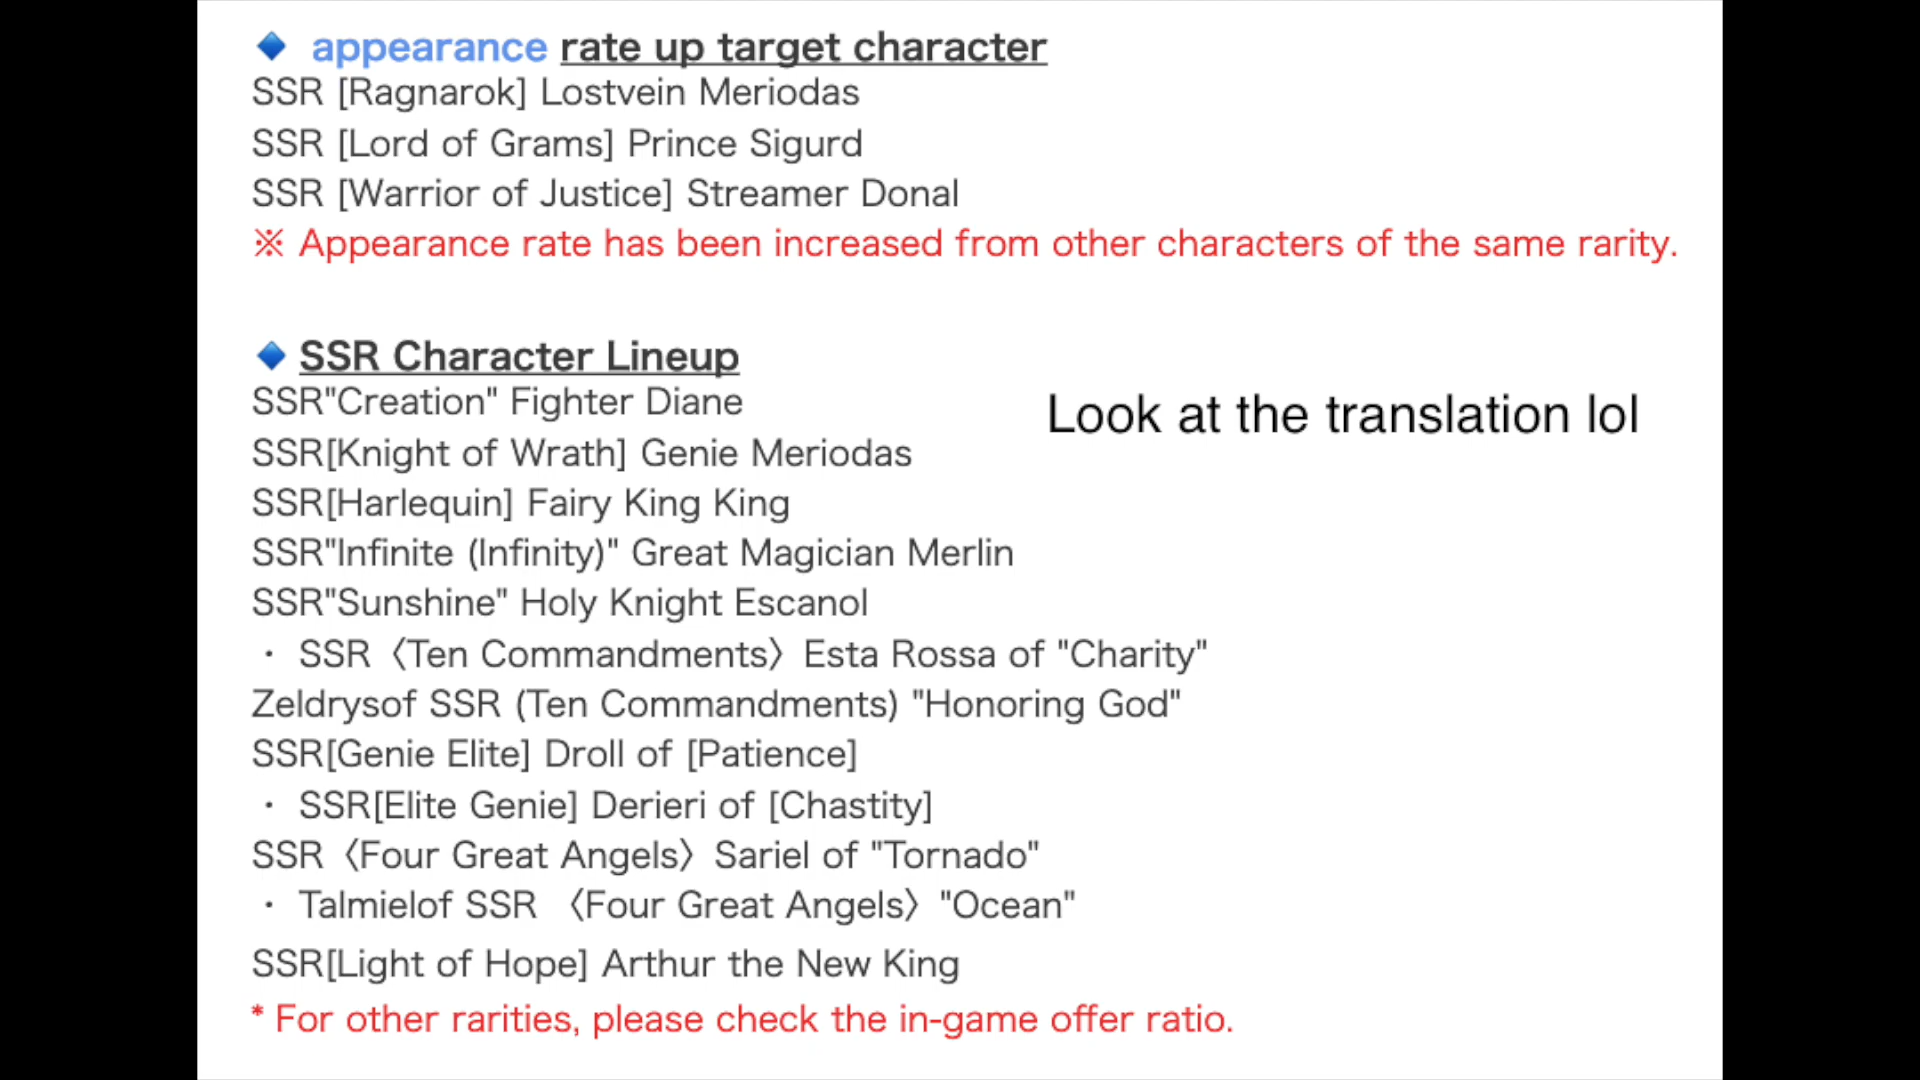 🔹 appearance rate up target character
SSR [Ragnarok] Lostvein Meriodas
SSR [Lord of Grams] Prince Sigurd
SSR [Warrior of Justice] Streamer Donal
※ Appearance rate has been increased from other characters of the same rarity.
🔹 SSR Character Lineup
SSR"Creation" Fighter Diane
Look at the translation lol
SSR[Knight of Wrath] Genie Meriodas
SSR[Harlequin] Fairy King King
SSR"Infinite (Infinity)" Great Magician Merlin
SSR"Sunshine" Holy Knight Escanol
・ SSR〈Ten Commandments〉Esta Rossa of "Charity"
Zeldrysof SSR (Ten Commandments) "Honoring God"
SSR[Genie Elite] Droll of [Patience]
・ SSR[Elite Genie] Derieri of [Chastity]
SSR〈Four Great Angels〉Sariel of "Tornado"
・ Talmielof SSR 〈Four Great Angels〉"Ocean"
SSR[Light of Hope] Arthur the New King
* For other rarities, please check the in-game offer ratio.